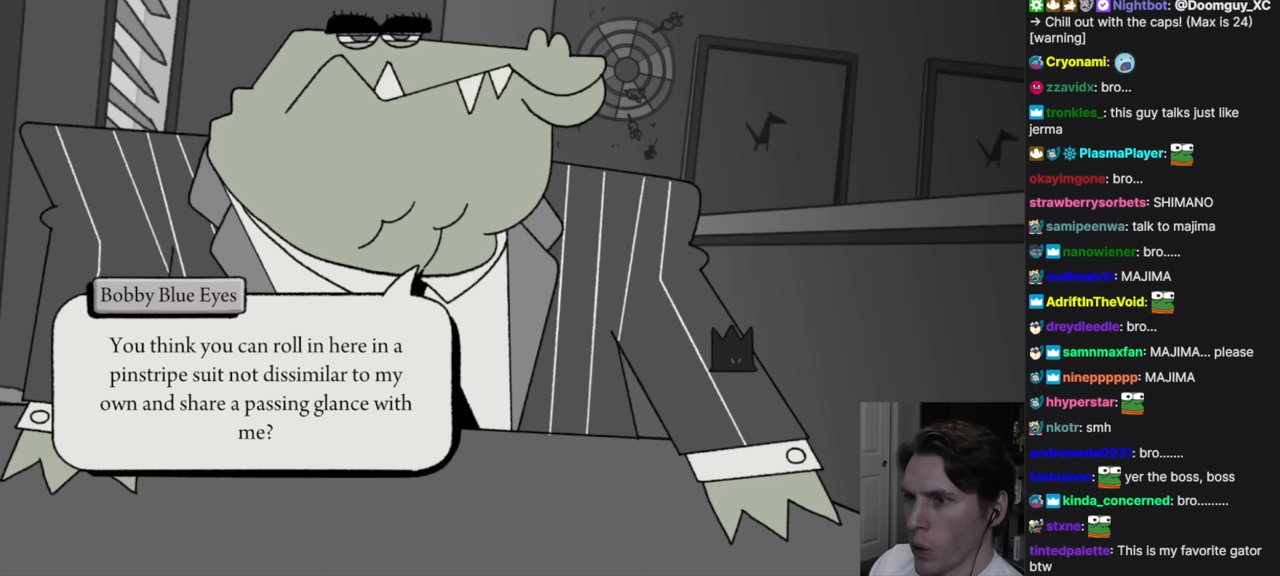 Bobby Blue Eyes
You think you can roll in here in a
pinstripe suit not dissimilar to my
own and share a passing glance with
me?
Nightbot: @Doomguy_XC
→ Chill out with the caps! (Max is 24)
[warning]
Cryonami:
zzavidx: bro...
tronkles_: this guy talks just like
jerma
PlasmaPlayer:
okayimgone: bro...
strawberrysorbets: SHIMANO
samipeenwa: talk to majima
nanowiener: bro.....
audimalvin: MAJIMA
AdriftInTheVoid:
dreydleedle: bro...
samnmaxfan: MAJIMA... please
ninepppppp: MAJIMA
hhyperstar:
nkotr: smh
andromeda0031: bro.......
yer the boss, boss
kinda_concerned: bro.........
stxne:
tintedpalette: This is my favorite gator
btw